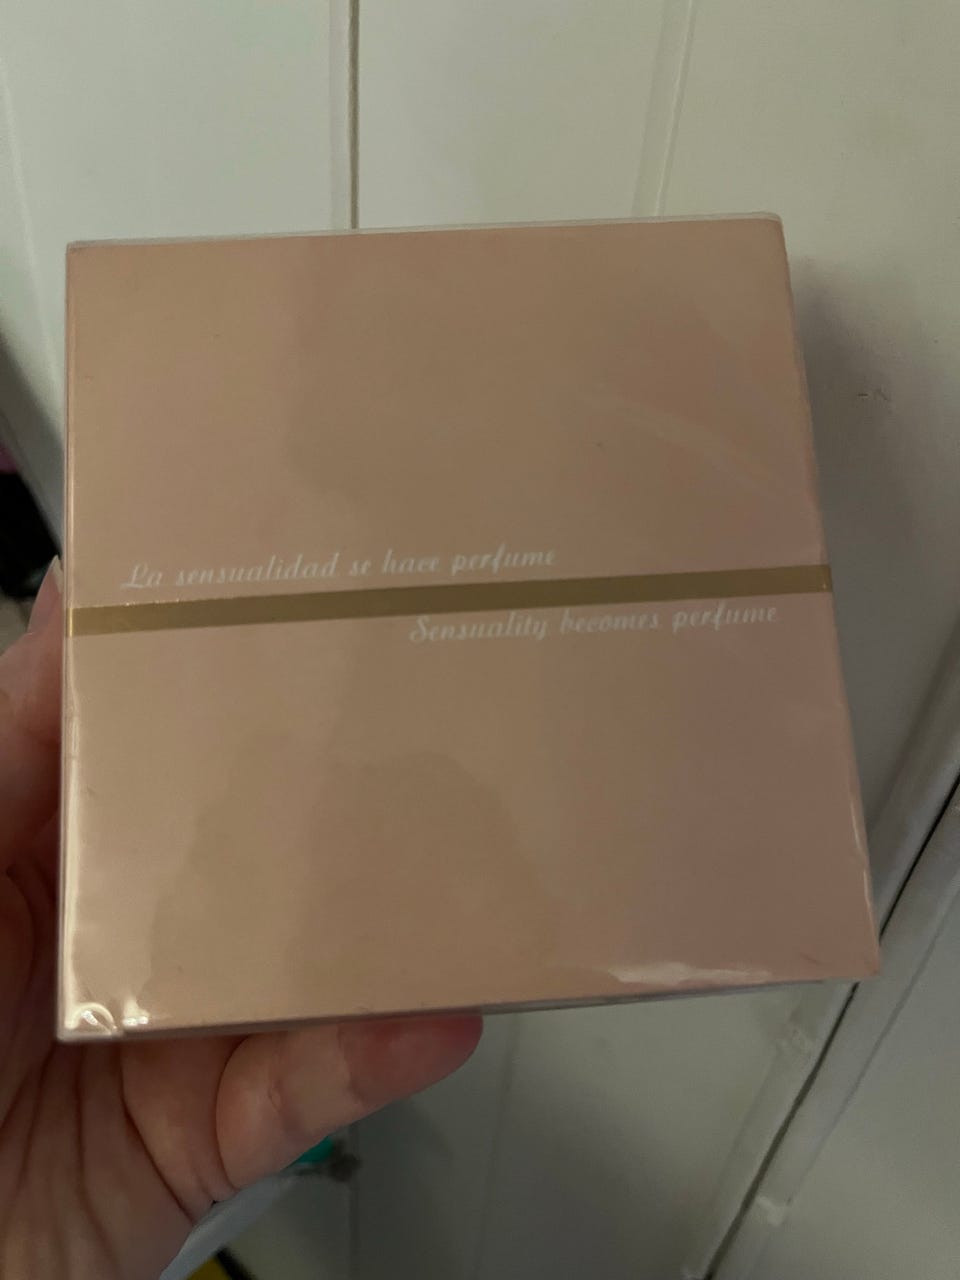 La sensualidad se hace perfume
Sensuality becomes perfume